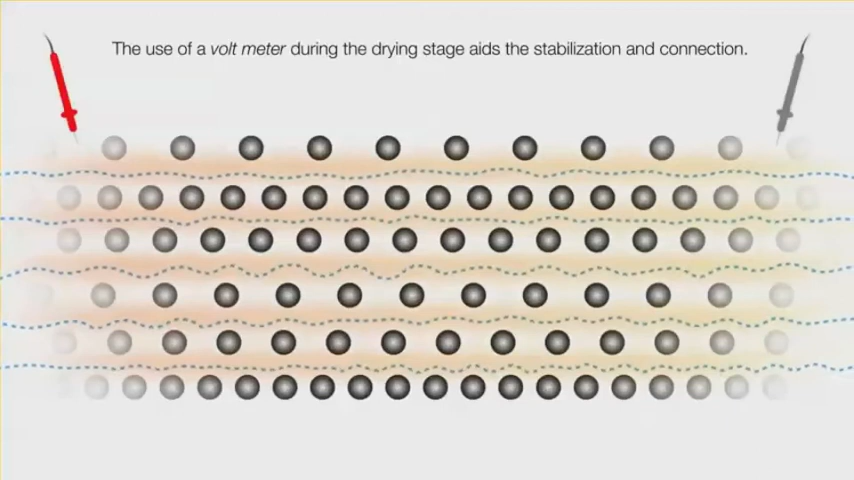 The use of a volt meter during the drying stage aids the stabilization and connection.